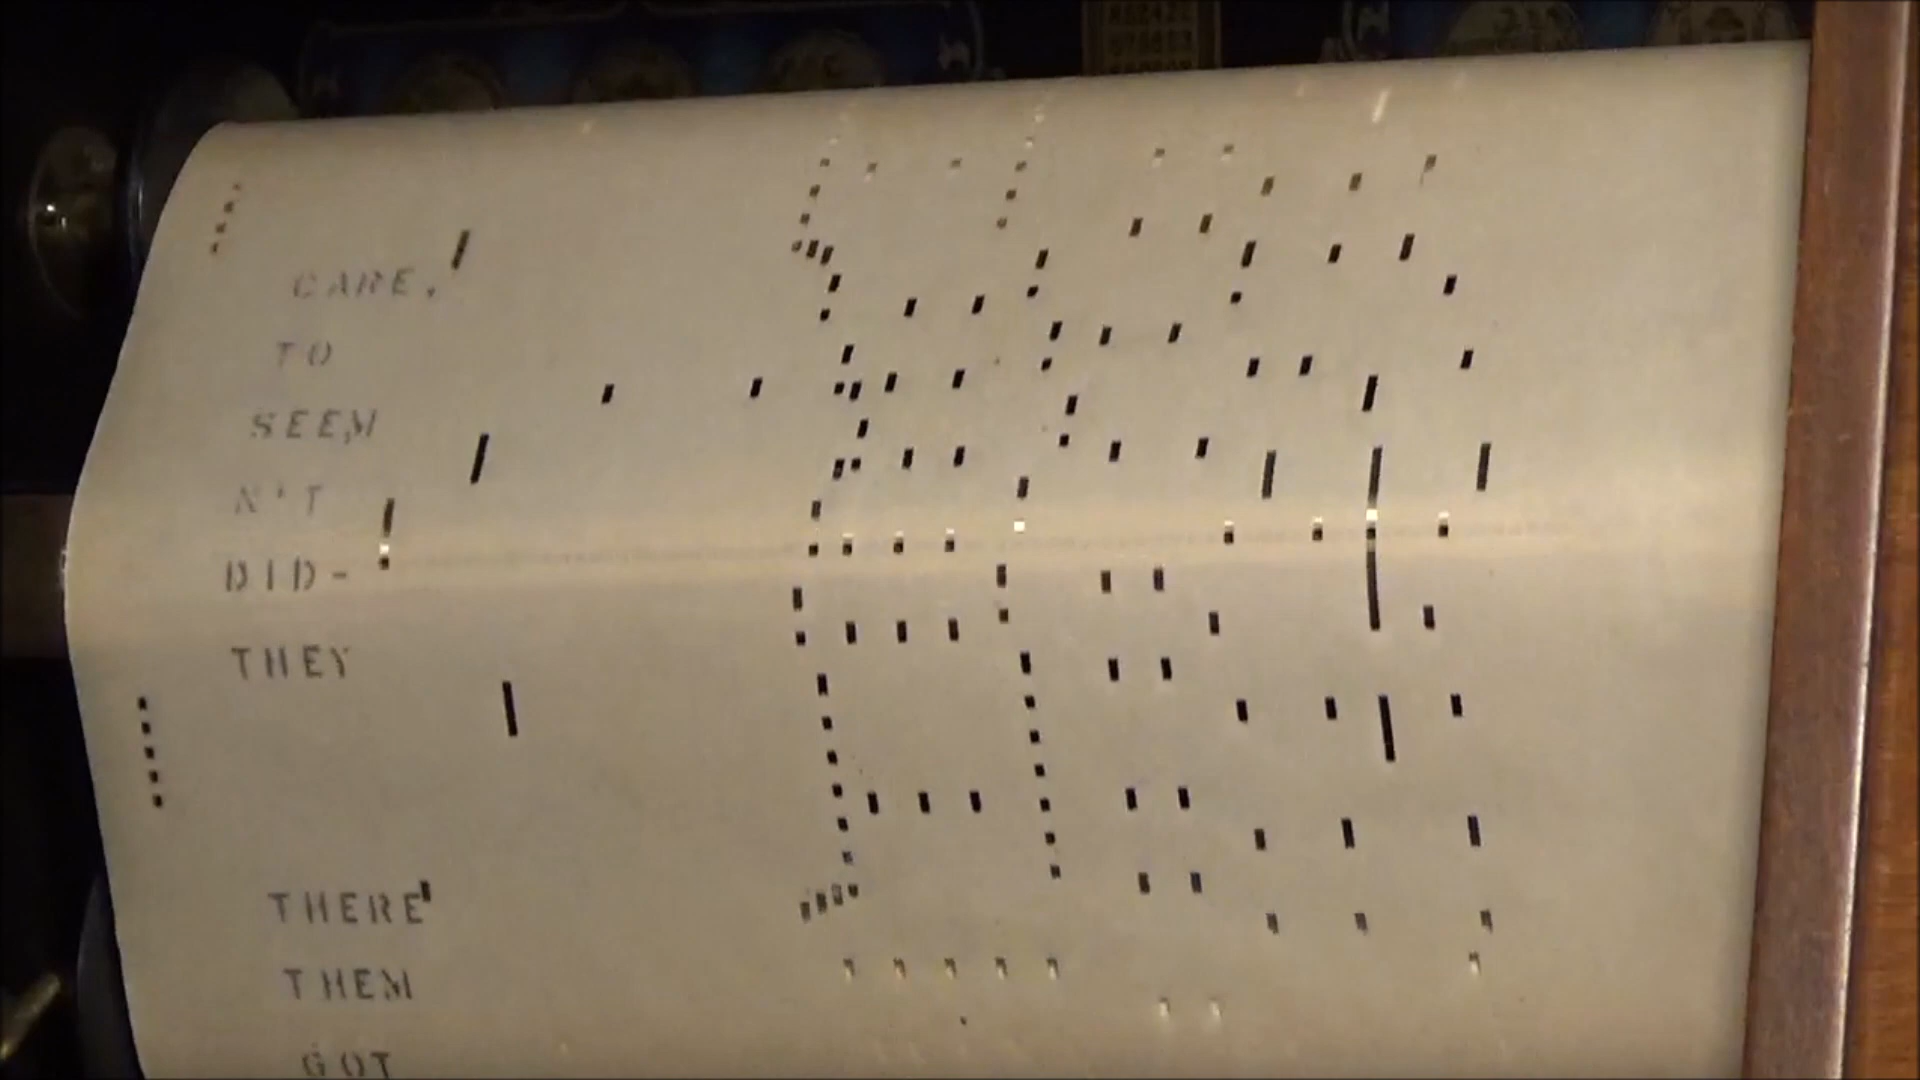 CARE,
TO
SEEM
N'T
DID-
THEY
THERE
THEM
GOT